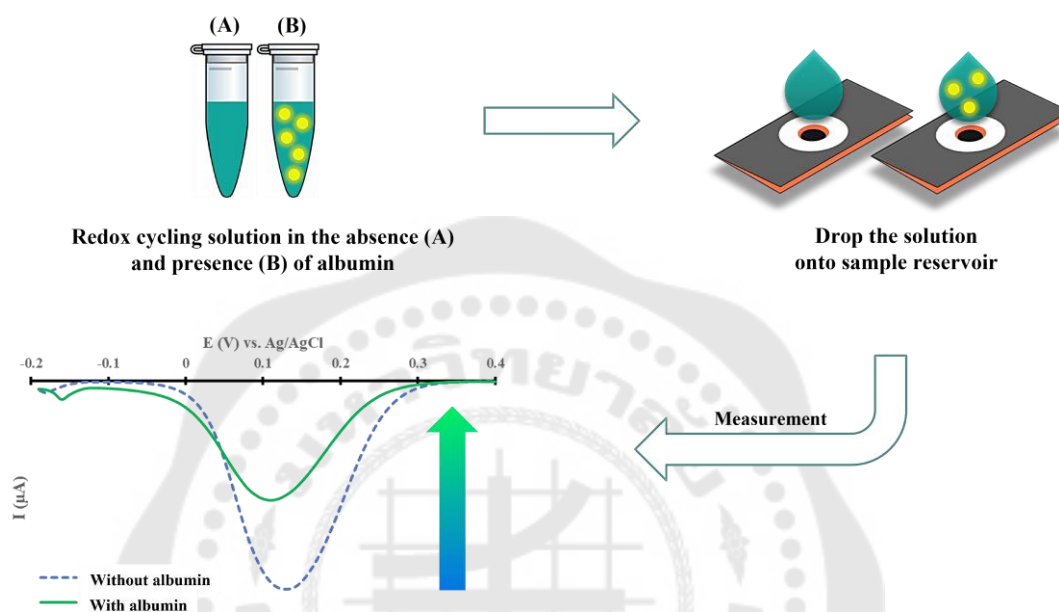 (A) (B)
Redox cycling solution in the absence (A)
and presence (B) of albumin
Drop the solution
onto sample reservoir
E (V) vs. Ag/AgCl
-0.2 -0.1 0 0.1 0.2 0.3 0.4
Measurement
I (µA)
Without albumin
With albumin